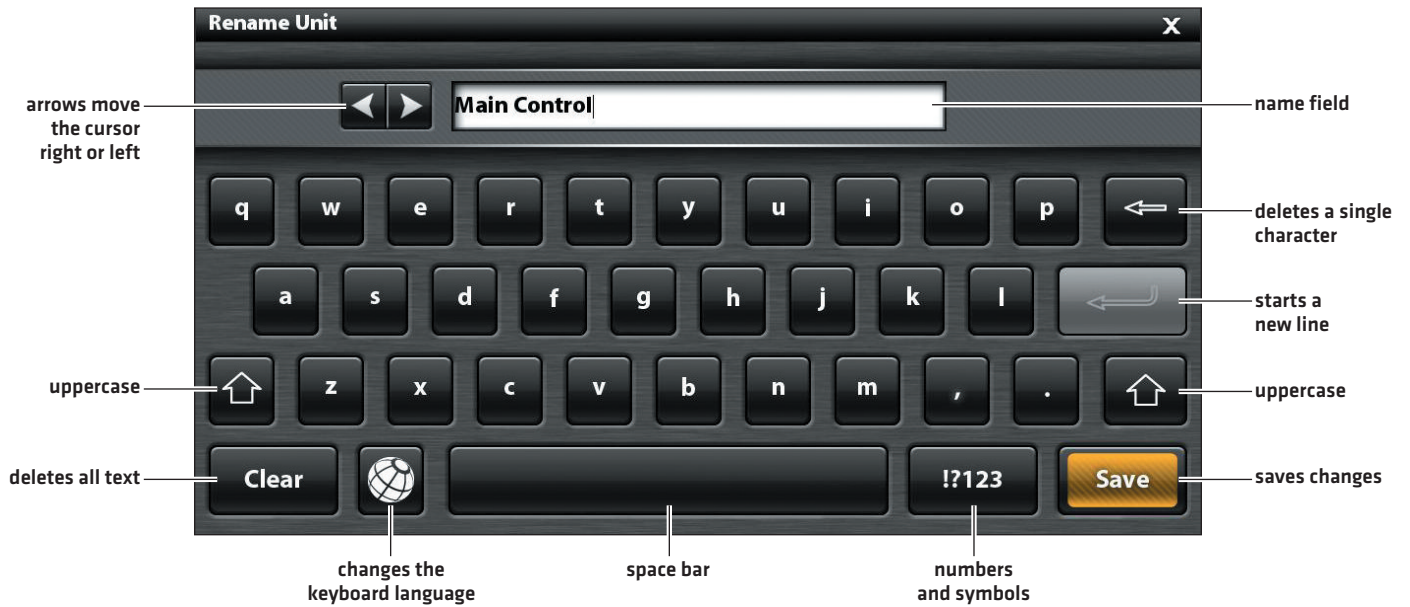 Rename Unit X
arrows move
the cursor
right or left
Main Control
name field
q w e r t y u i o p
deletes a single
character
a s d f g h j k l
starts a
new line
uppercase
z x c v b n m , .
uppercase
deletes all text
Clear
!?123
Save
saves changes
changes the
keyboard language
space bar
numbers
and symbols